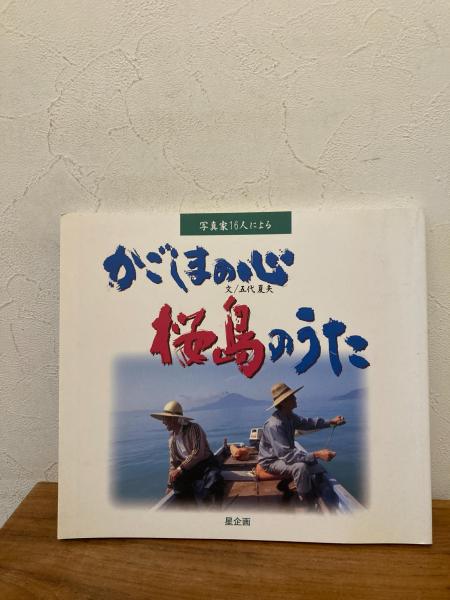 写真家16人による
かごしまの心
文/五代夏夫
桜島のうた
星企画